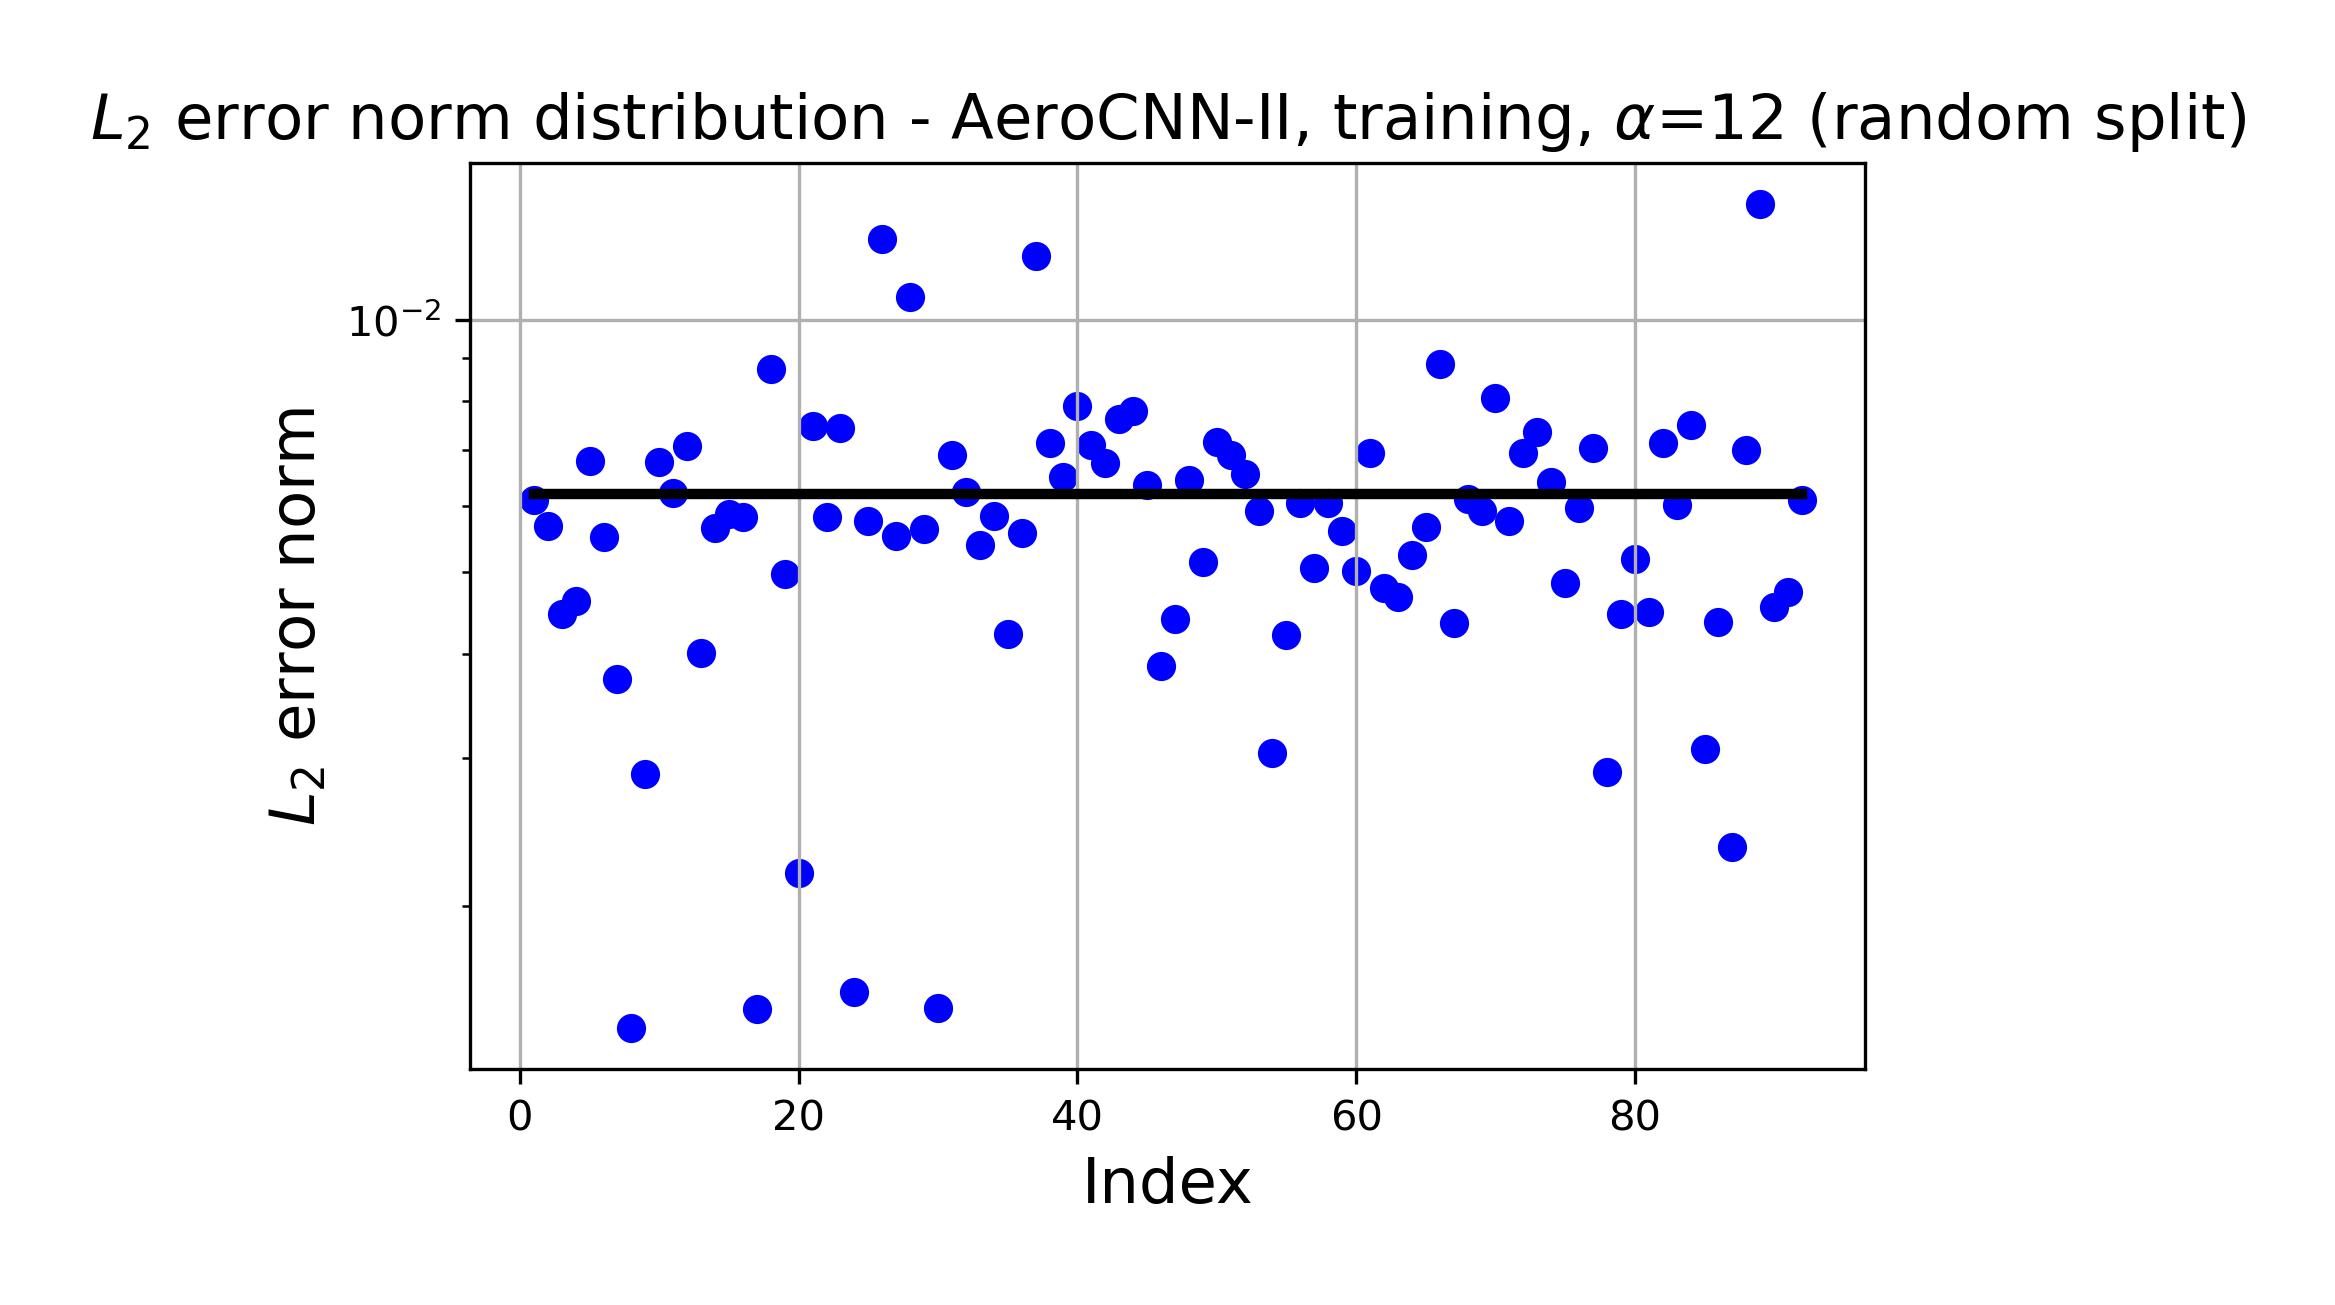 L₂ error norm distribution - AeroCNN-II, training, α=12 (random split)
L₂ error norm
10⁻²
0 20 40 60 80
Index